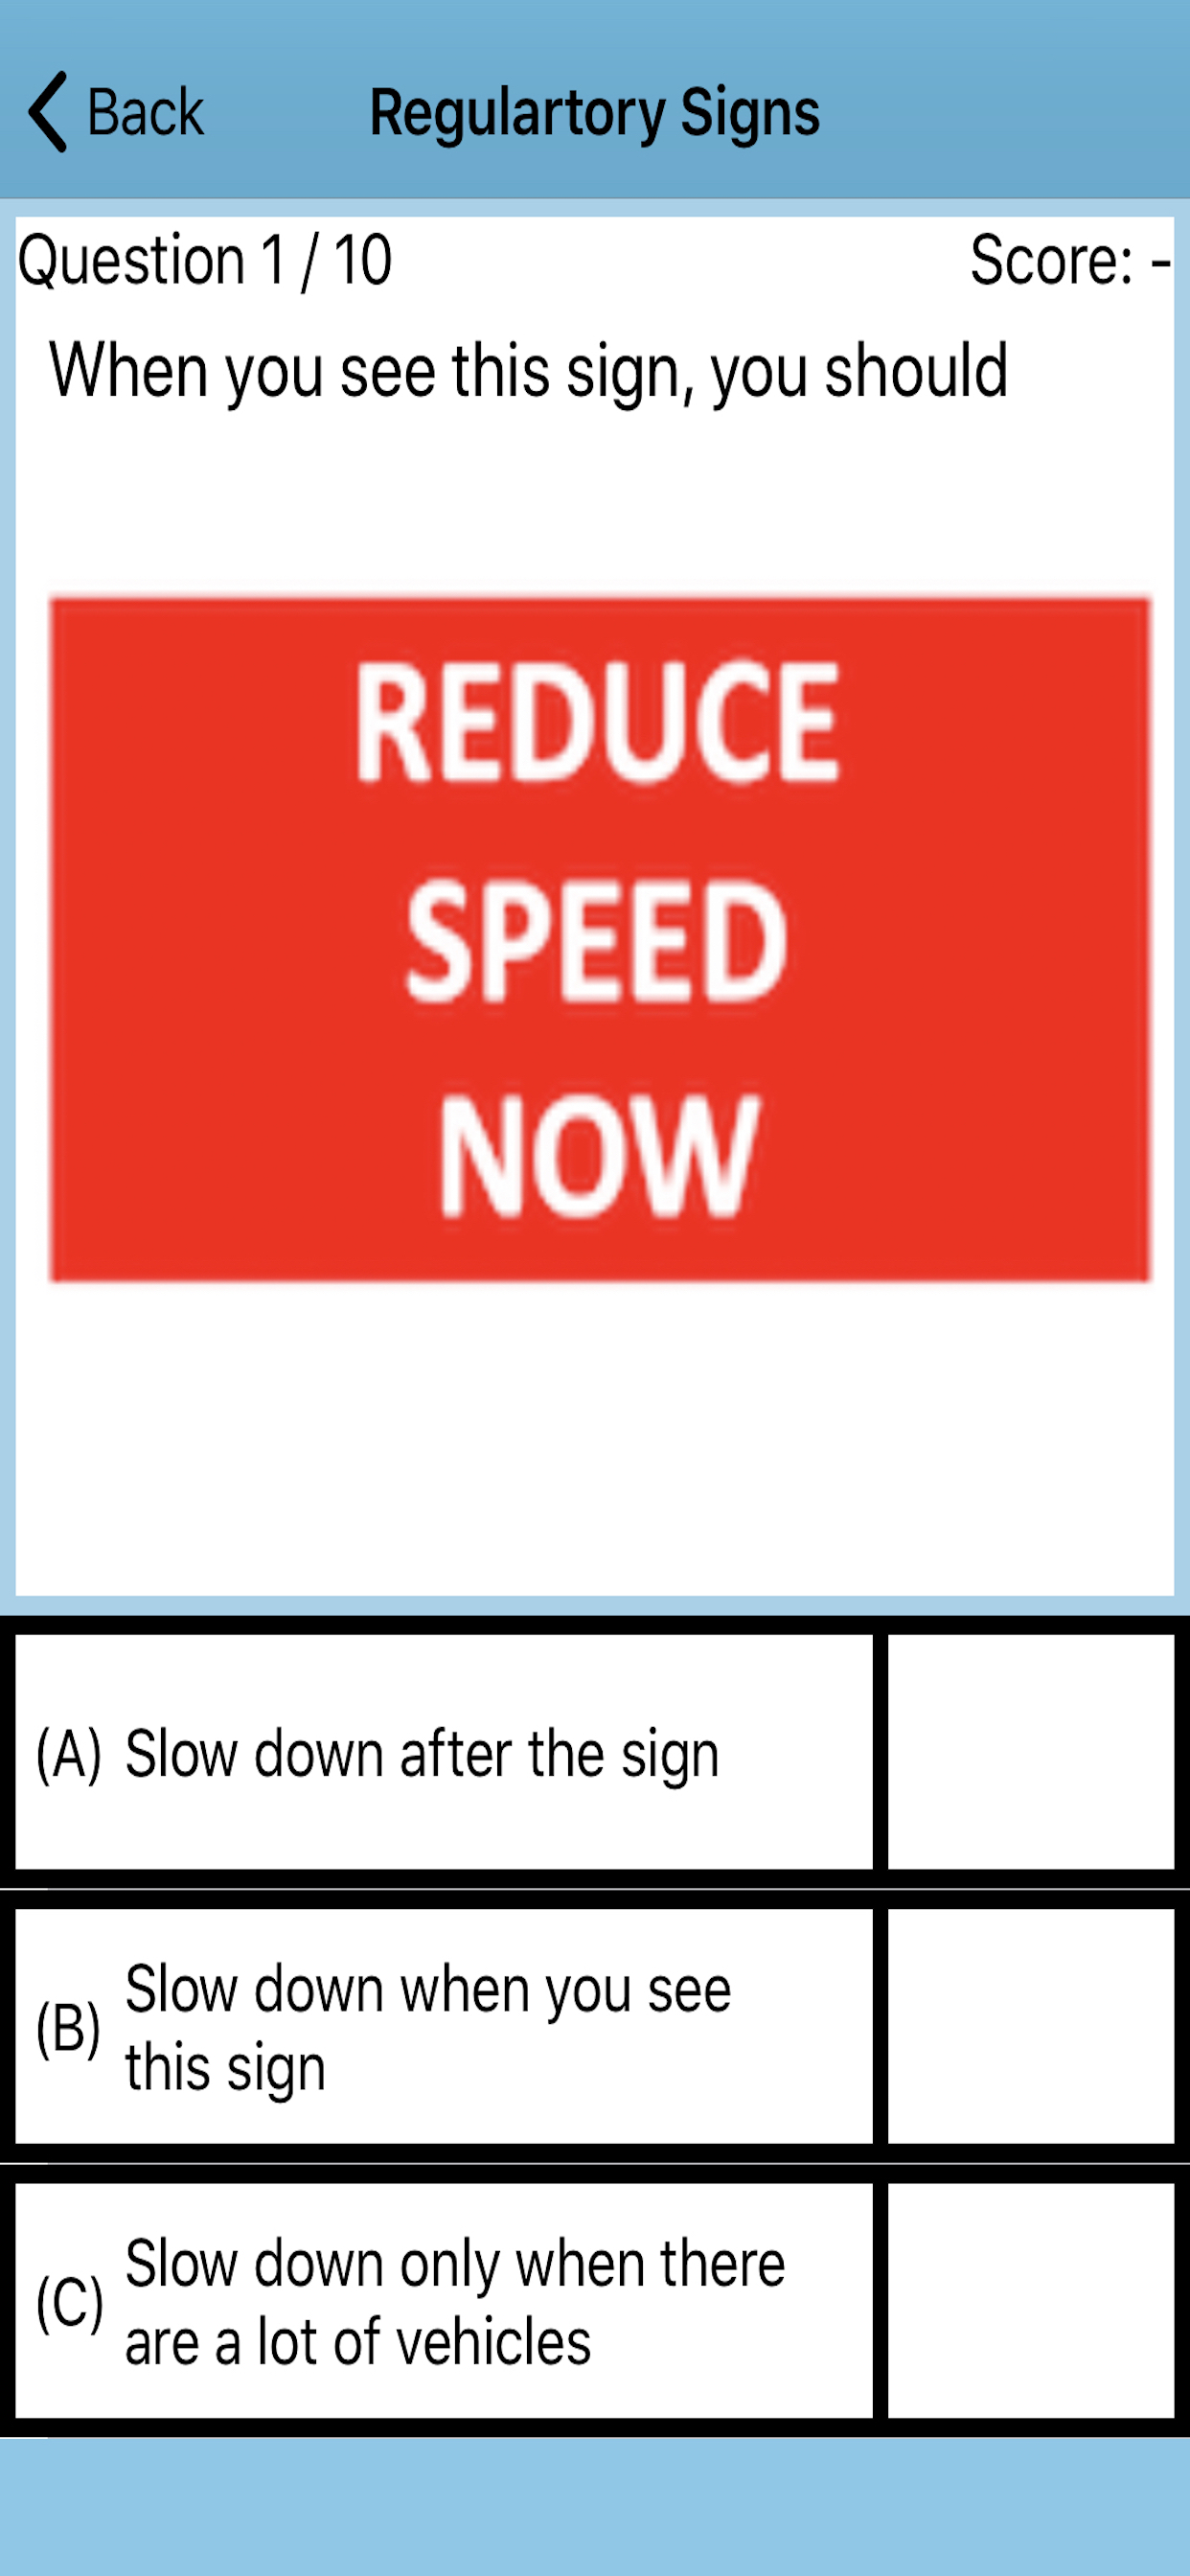 Back
Regulartory Signs
Question 1 / 10
Score: -
When you see this sign, you should
REDUCE
SPEED
NOW
(A) Slow down after the sign
(B) Slow down when you see
this sign
(C) Slow down only when there
are a lot of vehicles